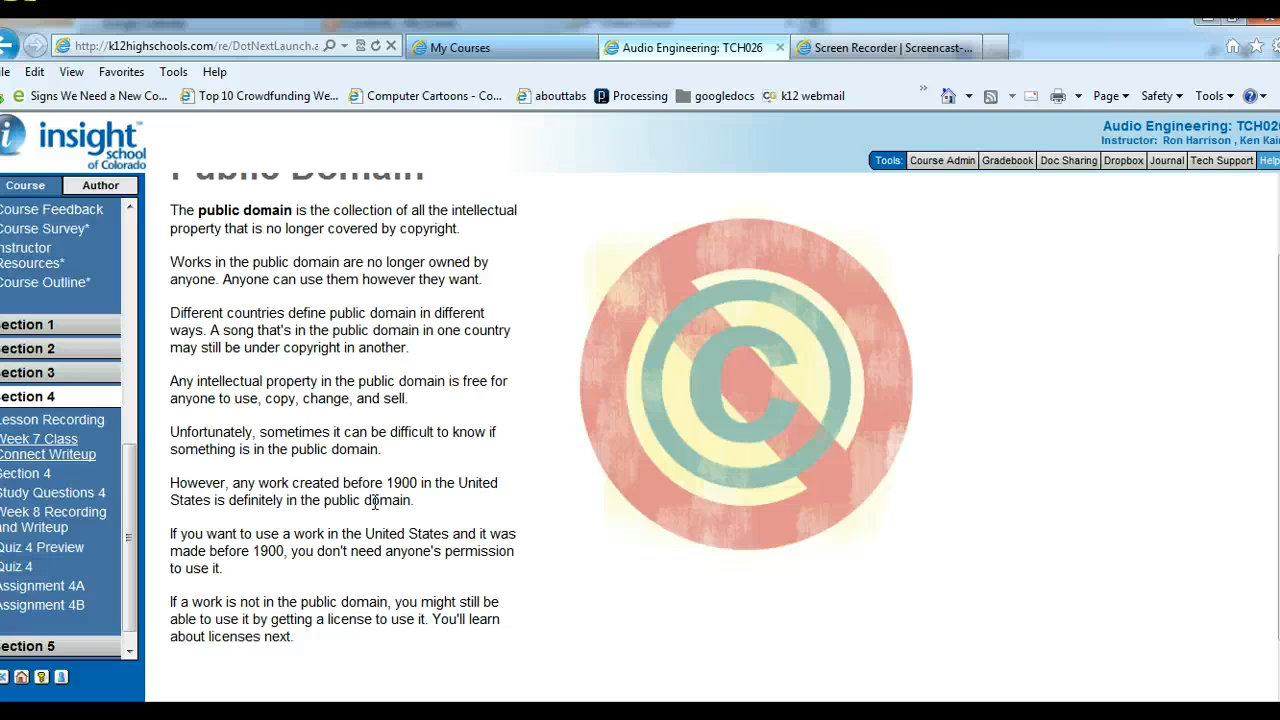 http://k12highschools.com/re/DotNextLaunch.a
My Courses
Audio Engineering: TCH026
Screen Recorder | Screencast-...
Edit View Favorites Tools Help
Signs We Need a New Co... Top 10 Crowdfunding We... Computer Cartoons - Co... abouttabs Processing googledocs k12 webmail
Page Safety Tools
insight
school
of Colorado
Audio Engineering: TCH026
Instructor: Ron Harrison, Ken Kai
Tools: Course Admin Gradebook Doc Sharing Dropbox Journal Tech Support Help
Course Author
Course Feedback
Course Survey*
nstructor
Resources*
Course Outline*
ection 1
ection 2
ection 3
ection 4
Lesson Recording
Week 7 Class
Connect Writeup
Section 4
Study Questions 4
Week 8 Recording
and Writeup
Quiz 4 Preview
Quiz 4
Assignment 4A
Assignment 4B
ection 5
Public Domain
The public domain is the collection of all the intellectual
property that is no longer covered by copyright.
Works in the public domain are no longer owned by
anyone. Anyone can use them however they want.
Different countries define public domain in different
ways. A song that's in the public domain in one country
may still be under copyright in another.
Any intellectual property in the public domain is free for
anyone to use, copy, change, and sell.
Unfortunately, sometimes it can be difficult to know if
something is in the public domain.
However, any work created before 1900 in the United
States is definitely in the public domain.
If you want to use a work in the United States and it was
made before 1900, you don't need anyone's permission
to use it.
If a work is not in the public domain, you might still be
able to use it by getting a license to use it. You'll learn
about licenses next.
C